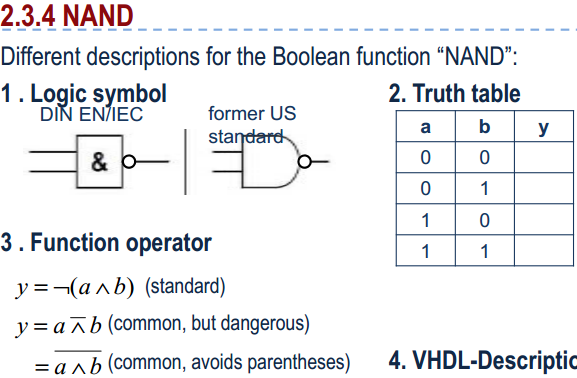 2.3.4 NAND
Different descriptions for the Boolean function “NAND”:
1 . Logic symbol
DIN EN/IEC
former US
standard
&
2. Truth table
a b y
0 0
0 1
1 0
1 1
3 . Function operator
y = ¬(a ∧ b) (standard)
y = a ⊼ b (common, but dangerous)
= a̅ ̅∧̅ ̅b̅ (common, avoids parentheses)
4. VHDL-Descriptio